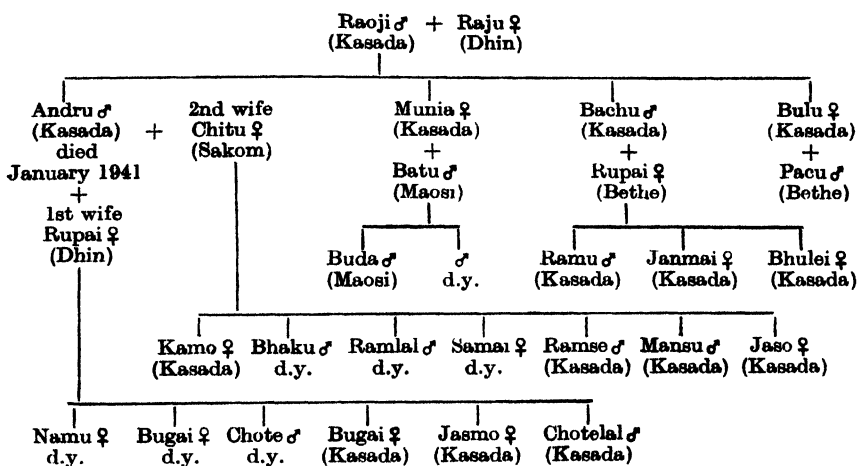 Raoji ♂ + Raju ♀
(Kasada) (Dhin)
Andru ♂ 2nd wife Munia ♀ Bachu ♂ Bulu ♀
(Kasada) + Chitu ♀ (Kasada) (Kasada) (Kasada)
died (Sakom) + + +
January 1941 Batu ♂ Rupai ♀ Pacu ♂
+ (Maosi) (Bethe) (Bethe)
1st wife
Rupai ♀
(Dhin)
Buda ♂ ♂ Ramu ♂ Janmai ♀ Bhulei ♀
(Maosi) d.y. (Kasada) (Kasada) (Kasada)
Kamo ♀ Bhaku ♂ Ramlal ♂ Samai ♀ Ramse ♂ Mansu ♂ Jaso ♀
(Kasada) d.y. d.y. d.y. (Kasada) (Kasada) (Kasada)
Namu ♀ Bugai ♀ Chote ♂ Bugai ♀ Jasmo ♀ Chotelal ♂
d.y. d.y. d.y. (Kasada) (Kasada) (Kasada)